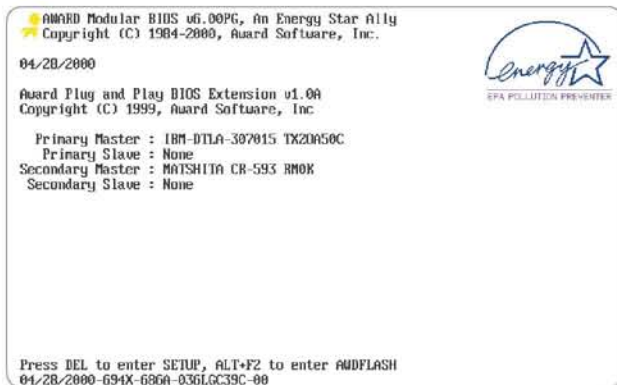 AWARD Modular BIOS v6.00PG, An Energy Star Ally
Copyright (C) 1984-2000, Award Software, Inc.
04/28/2000
Award Plug and Play BIOS Extension v1.0A
Copyright (C) 1999, Award Software, Inc
Primary Master : IBM-DTLA-307015 TX2OA50C
Primary Slave : None
Secondary Master : MATSHITA CR-593 RM0K
Secondary Slave : None
energy
EPA POLLUTION PREVENTER
Press DEL to enter SETUP, ALT+F2 to enter AWDFLASH
04/28/2000-694X-686A-036LGC39C-00